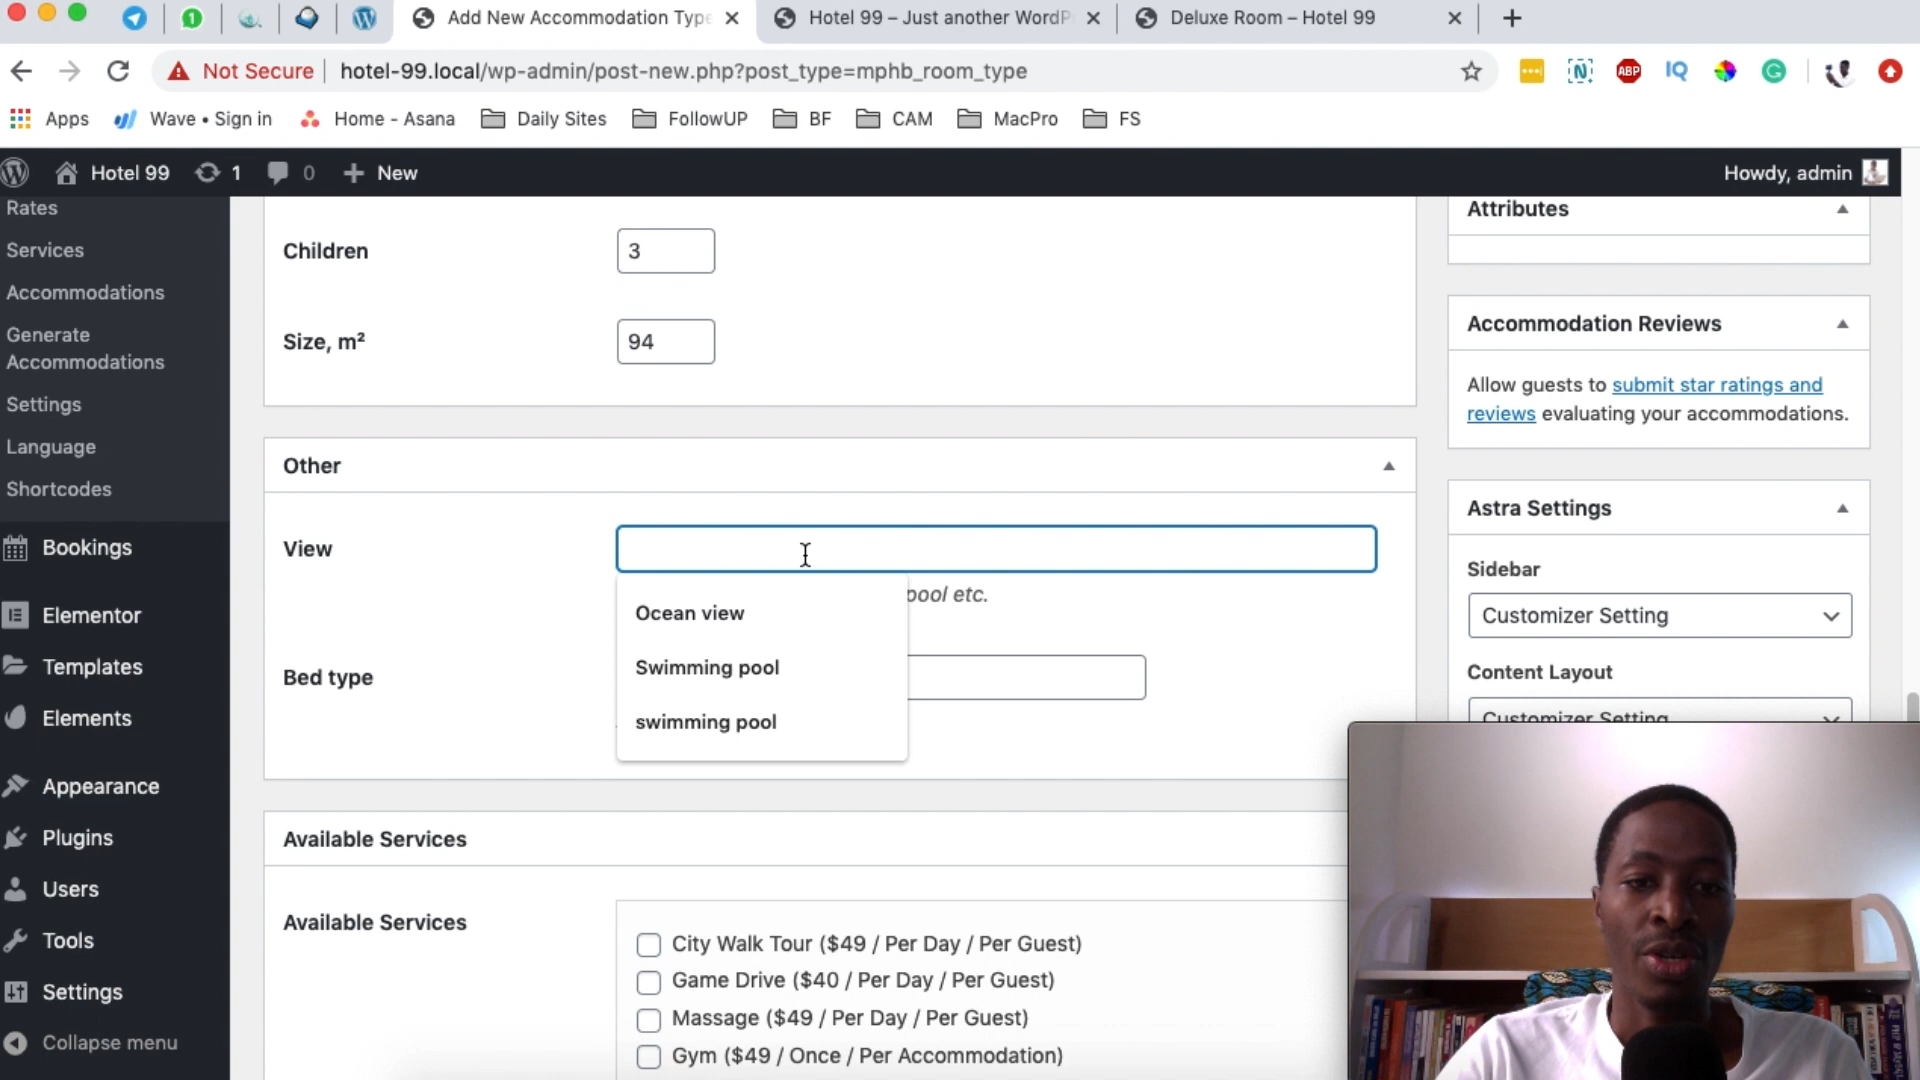 Add New Accommodation Type
Hotel 99 – Just another WordP
Deluxe Room – Hotel 99
Not Secure
hotel-99.local/wp-admin/post-new.php?post_type=mphb_room_type
ABP
IQ
Apps
Wave • Sign in
Home - Asana
Daily Sites
FollowUP
BF
CAM
MacPro
FS
Hotel 99
1
0
New
Howdy, admin
Rates
Services
Accommodations
Generate
Accommodations
Settings
Language
Shortcodes
Bookings
Elementor
Templates
Elements
Appearance
Plugins
Users
Tools
Settings
Collapse menu
Children
3
Size, m²
94
Other
View
pool etc.
Ocean view
Swimming pool
swimming pool
Bed type
Available Services
Available Services
City Walk Tour ($49 / Per Day / Per Guest)
Game Drive ($40 / Per Day / Per Guest)
Massage ($49 / Per Day / Per Guest)
Gym ($49 / Once / Per Accommodation)
Attributes
Accommodation Reviews
Allow guests to submit star ratings and
reviews evaluating your accommodations.
Astra Settings
Sidebar
Customizer Setting
Content Layout
Customizer Setting